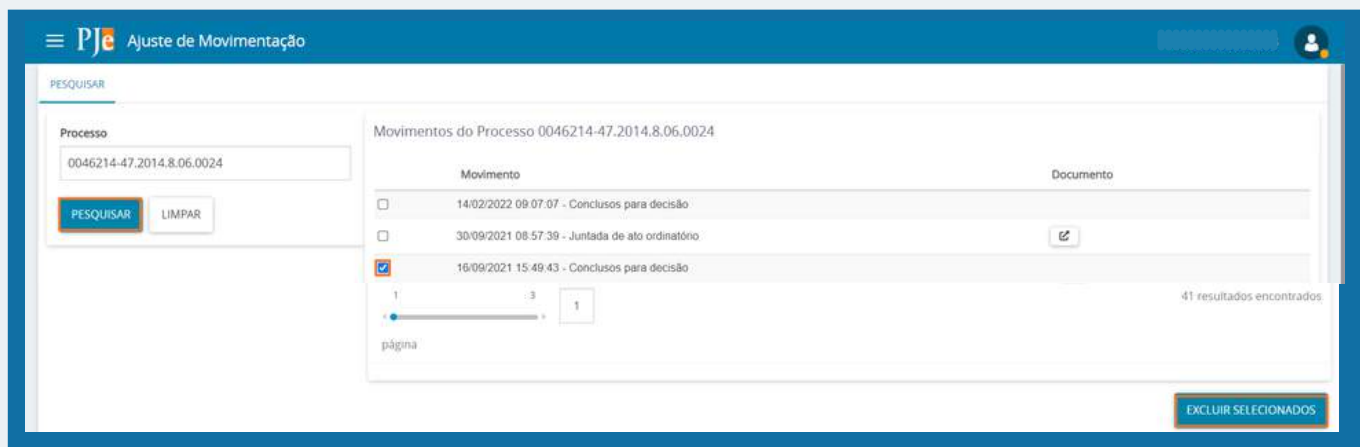 PJe Ajuste de Movimentação
PESQUISAR
Processo
0046214-47.2014.8.06.0024
PESQUISAR LIMPAR
Movimentos do Processo 0046214-47.2014.8.06.0024
Movimento Documento
14/02/2022 09:07:07 - Conclusos para decisão
30/09/2021 08:57:39 - Juntada de ato ordinatório
16/09/2021 15:49:43 - Conclusos para decisão
1 3 1
41 resultados encontrados
página
EXCLUIR SELECIONADOS